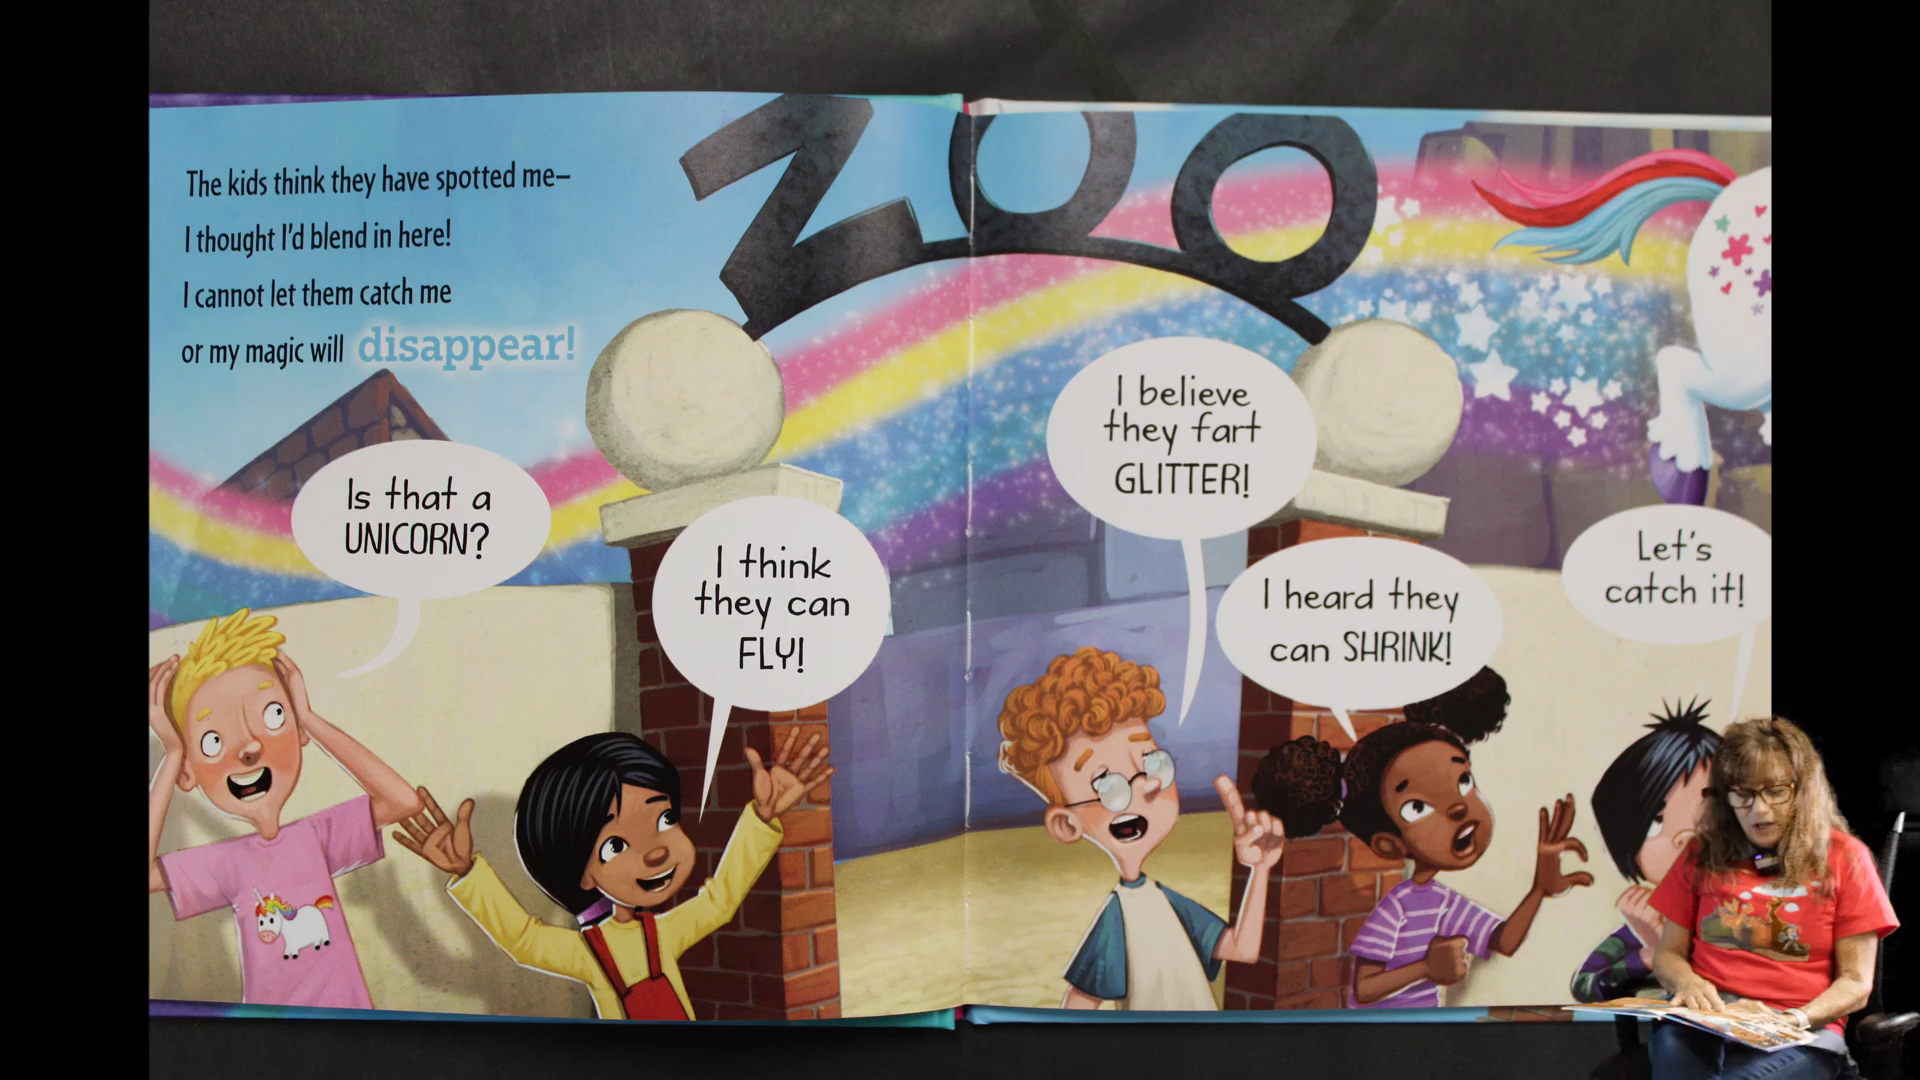 The kids think they have spotted me–
I thought I'd blend in here!
I cannot let them catch me
or my magic will disappear!
ZOO
Is that a
UNICORN?
I think
they can
FLY!
I believe
they fart
GLITTER!
I heard they
can SHRINK!
Let's
catch it!